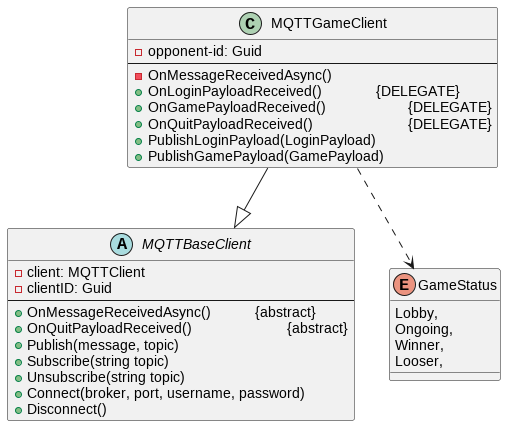 C MQTTGameClient
opponent-id: Guid
OnMessageReceivedAsync()
OnLoginPayloadReceived() {DELEGATE}
OnGamePayloadReceived() {DELEGATE}
OnQuitPayloadReceived() {DELEGATE}
PublishLoginPayload(LoginPayload)
PublishGamePayload(GamePayload)
A MQTTBaseClient
client: MQTTClient
clientID: Guid
OnMessageReceivedAsync() {abstract}
OnQuitPayloadReceived() {abstract}
Publish(message, topic)
Subscribe(string topic)
Unsubscribe(string topic)
Connect(broker, port, username, password)
Disconnect()
E GameStatus
Lobby,
Ongoing,
Winner,
Looser,